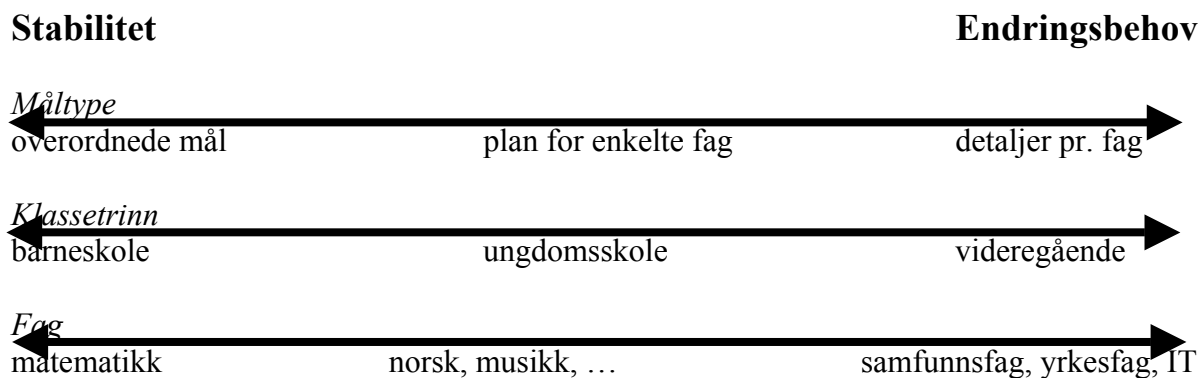 Stabilitet Endringsbehov
Måltype
overordnede mål plan for enkelte fag detaljer pr. fag
Klassetrinn
barneskole ungdomsskole videregående
Fag
matematikk norsk, musikk, … samfunnsfag, yrkesfag, IT